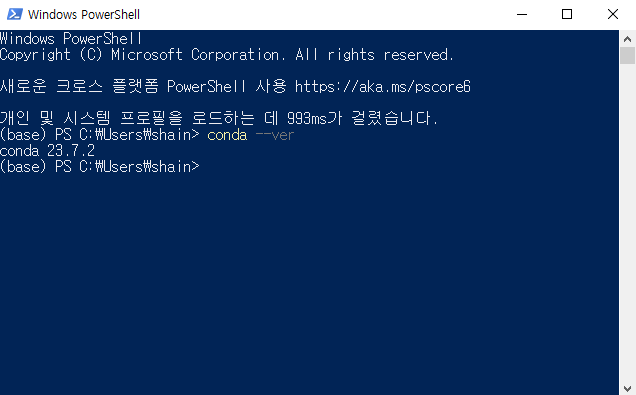 Windows PowerShell
Windows PowerShell
Copyright (C) Microsoft Corporation. All rights reserved.
새로운 크로스 플랫폼 PowerShell 사용 https://aka.ms/pscore6
개인 및 시스템 프로필을 로드하는 데 993ms가 걸렸습니다.
(base) PS C:₩Users₩shain> conda --ver
conda 23.7.2
(base) PS C:₩Users₩shain>